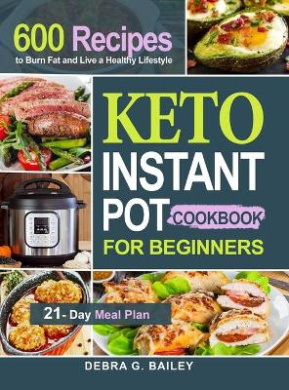 600 Recipes
to Burn Fat and Live a Healthy Lifestyle
KETO
INSTANT
POT COOKBOOK
FOR BEGINNERS
21- Day Meal Plan
DEBRA G. BAILEY